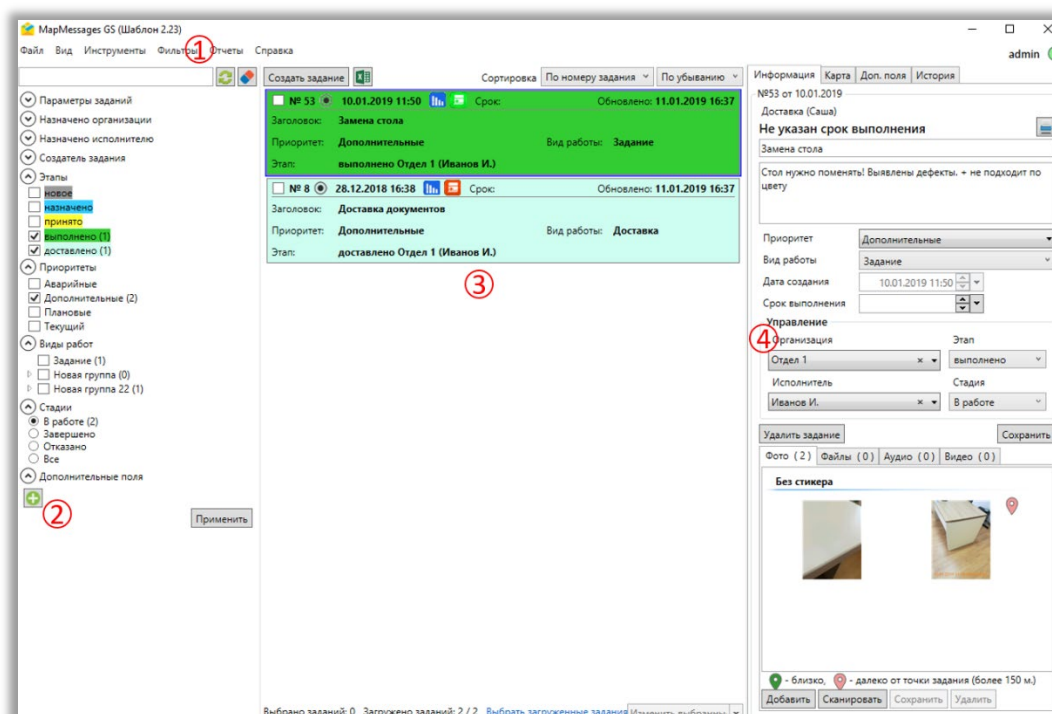 MapMessages GS (Шаблон 2.23)
Файл Вид Инструменты Фильтры Отчеты Справка
1
admin
Создать задание
Сортировка По номеру задания По убыванию
Параметры заданий
Назначено организации
Назначено исполнителю
Создатель задания
Этапы
новое
назначено
принято
выполнено (1)
доставлено (1)
Приоритеты
Аварийные
Дополнительные (2)
Плановые
Текущий
Виды работ
Задание (1)
Новая группа (0)
Новая группа 22 (1)
Стадии
В работе (2)
Завершено
Отказано
Все
Дополнительные поля
2
Применить
№ 53 10.01.2019 11:50 Срок: Обновлено: 11.01.2019 16:37
Заголовок: Замена стола
Приоритет: Дополнительные Вид работы: Задание
Этап: выполнено Отдел 1 (Иванов И.)
№ 8 28.12.2018 16:38 Срок: Обновлено: 11.01.2019 16:37
Заголовок: Доставка документов
Приоритет: Дополнительные Вид работы: Доставка
Этап: доставлено Отдел 1 (Иванов И.)
3
Выбрано заданий: 0 Загружено заданий: 2 / 2 Выбрать загруженные задания Изменить выбранны
Информация Карта Доп. поля История
№53 от 10.01.2019
Доставка (Саша)
Не указан срок выполнения
Замена стола
Стол нужно поменять! Выявлены дефекты. + не подходит по
цвету
Приоритет Дополнительные
Вид работы Задание
Дата создания 10.01.2019 11:50
Срок выполнения
Управление
4
Организация Этап
Отдел 1 выполнено
Исполнитель Стадия
Иванов И. В работе
Удалить задание Сохранить
Фото ( 2 ) Файлы ( 0 ) Аудио ( 0 ) Видео ( 0 )
Без стикера
- близко, - далеко от точки задания (более 150 м.)
Добавить Сканировать Сохранить Удалить